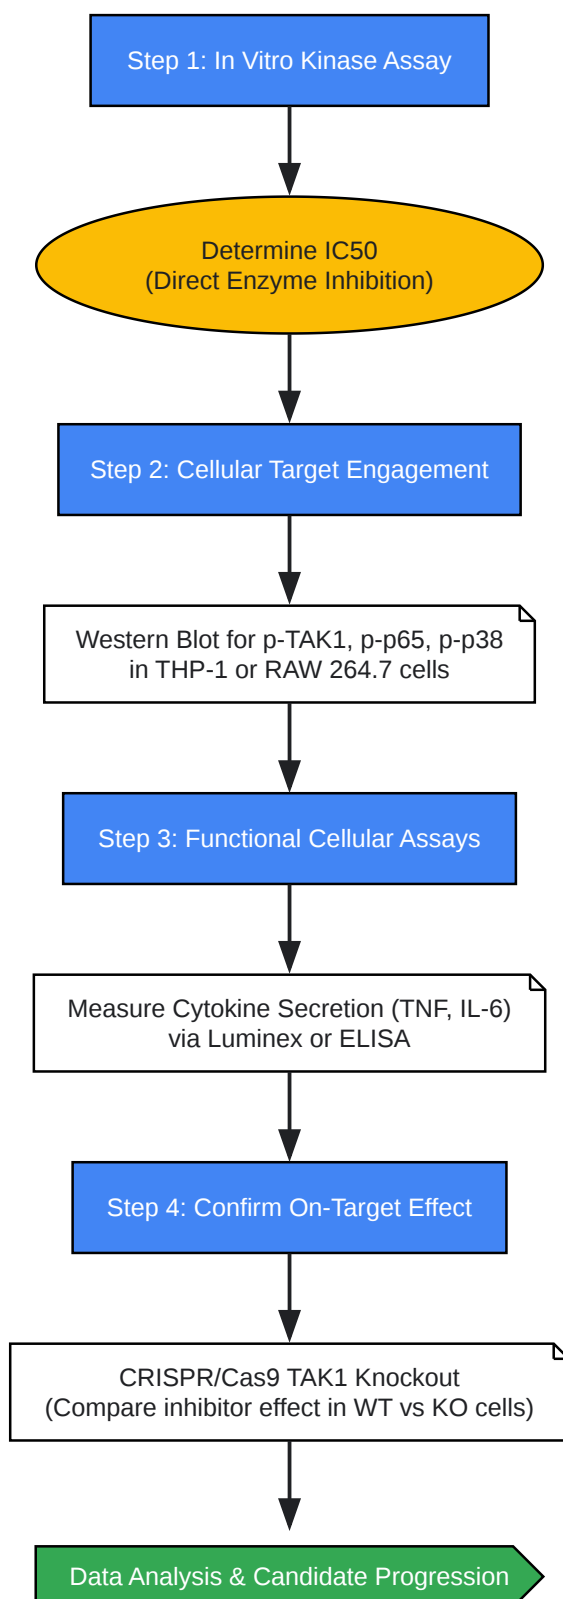 Step 1: In Vitro Kinase Assay
Determine IC50
(Direct Enzyme Inhibition)
Step 2: Cellular Target Engagement
Western Blot for p-TAK1, p-p65, p-p38
in THP-1 or RAW 264.7 cells
Step 3: Functional Cellular Assays
Measure Cytokine Secretion (TNF, IL-6)
via Luminex or ELISA
Step 4: Confirm On-Target Effect
CRISPR/Cas9 TAK1 Knockout
(Compare inhibitor effect in WT vs KO cells)
Data Analysis & Candidate Progression